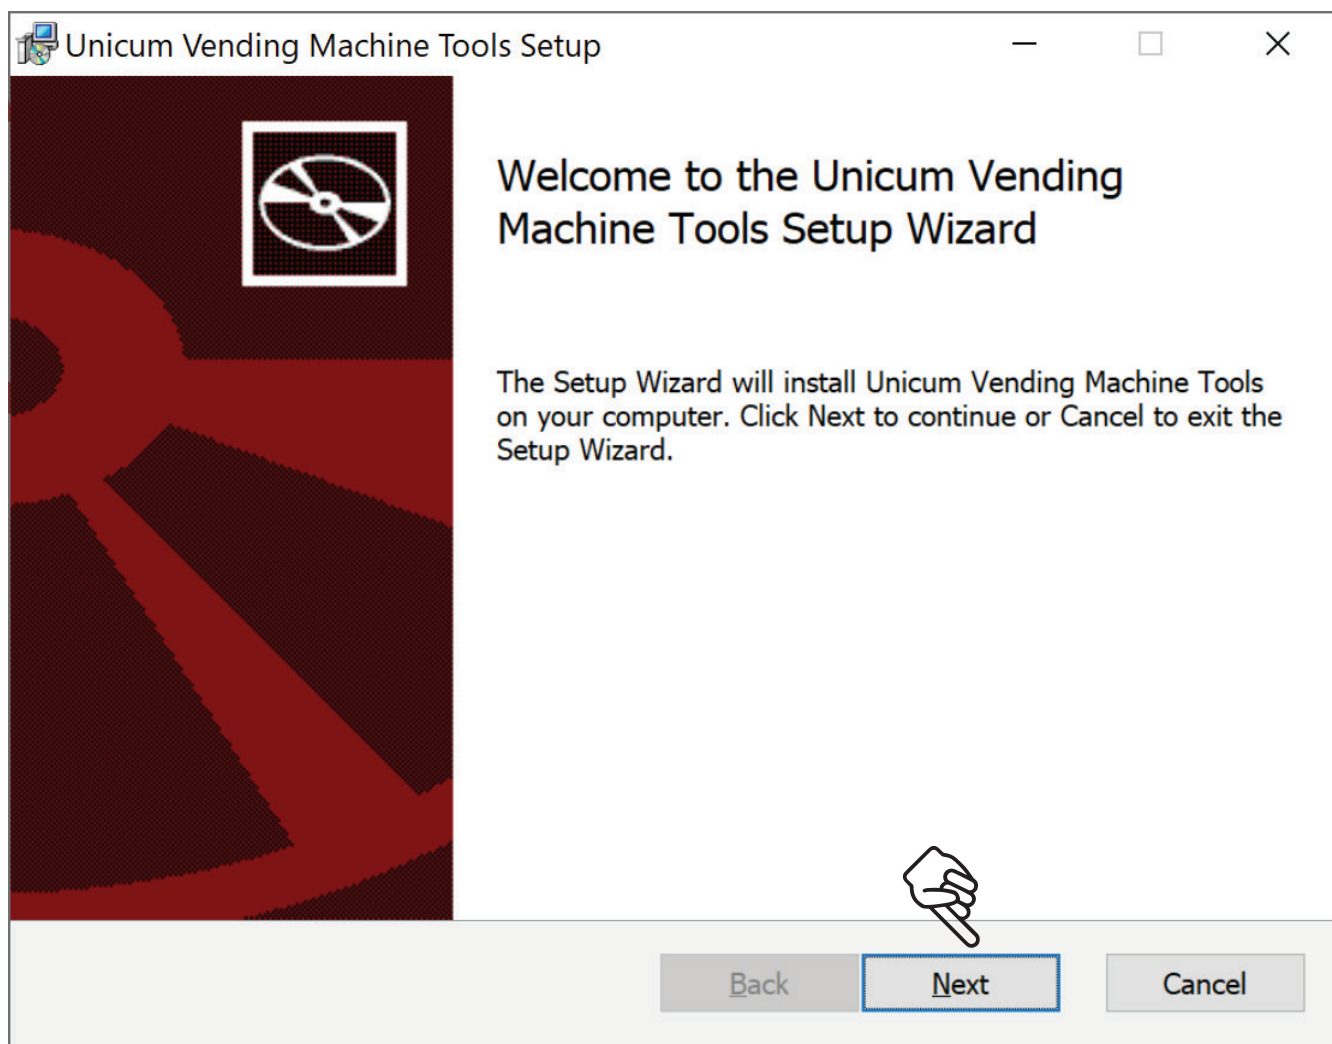 Unicum Vending Machine Tools Setup
Welcome to the Unicum Vending
Machine Tools Setup Wizard
The Setup Wizard will install Unicum Vending Machine Tools
on your computer. Click Next to continue or Cancel to exit the
Setup Wizard.
Back Next Cancel